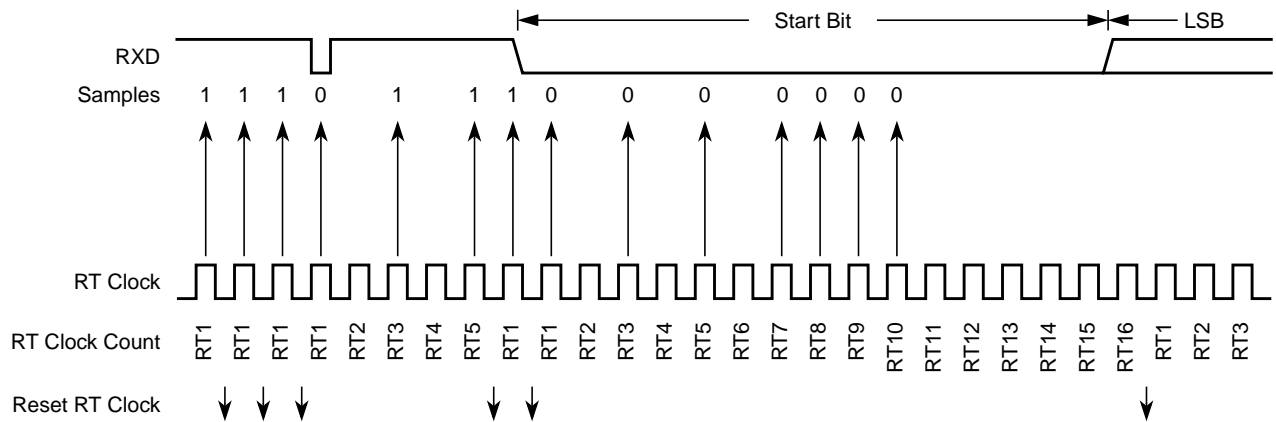 Start Bit LSB
RXD
Samples 1 1 1 0 1 1 1 0 0 0 0 0 0 0
RT Clock
RT Clock Count RT1 RT1 RT1 RT1 RT2 RT3 RT4 RT5 RT1 RT1 RT2 RT3 RT4 RT5 RT6 RT7 RT8 RT9 RT10 RT11 RT12 RT13 RT14 RT15 RT16 RT1 RT2 RT3
Reset RT Clock